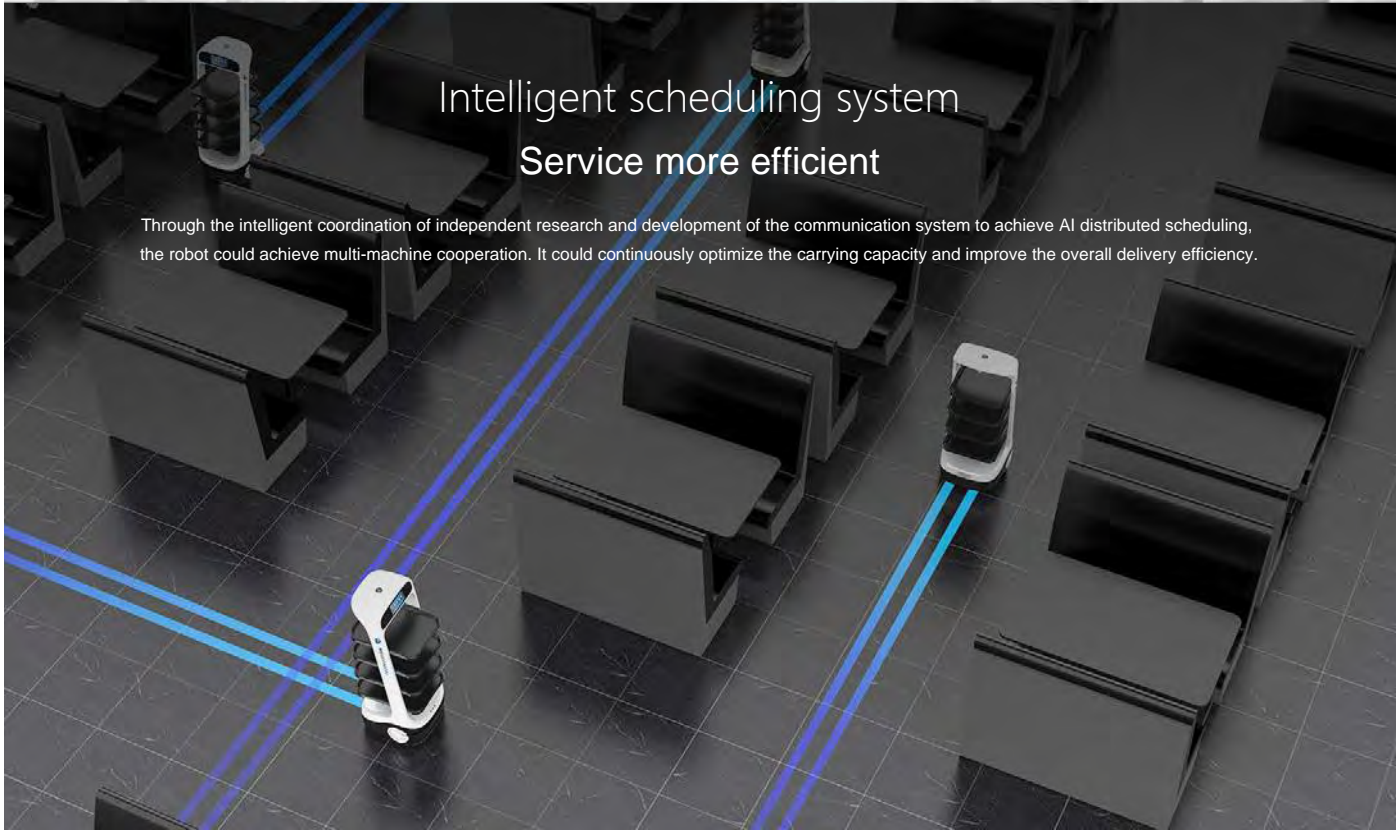 Intelligent scheduling system
Service more efficient
Through the intelligent coordination of independent research and development of the communication system to achieve AI distributed scheduling,
the robot could achieve multi-machine cooperation. It could continuously optimize the carrying capacity and improve the overall delivery efficiency.